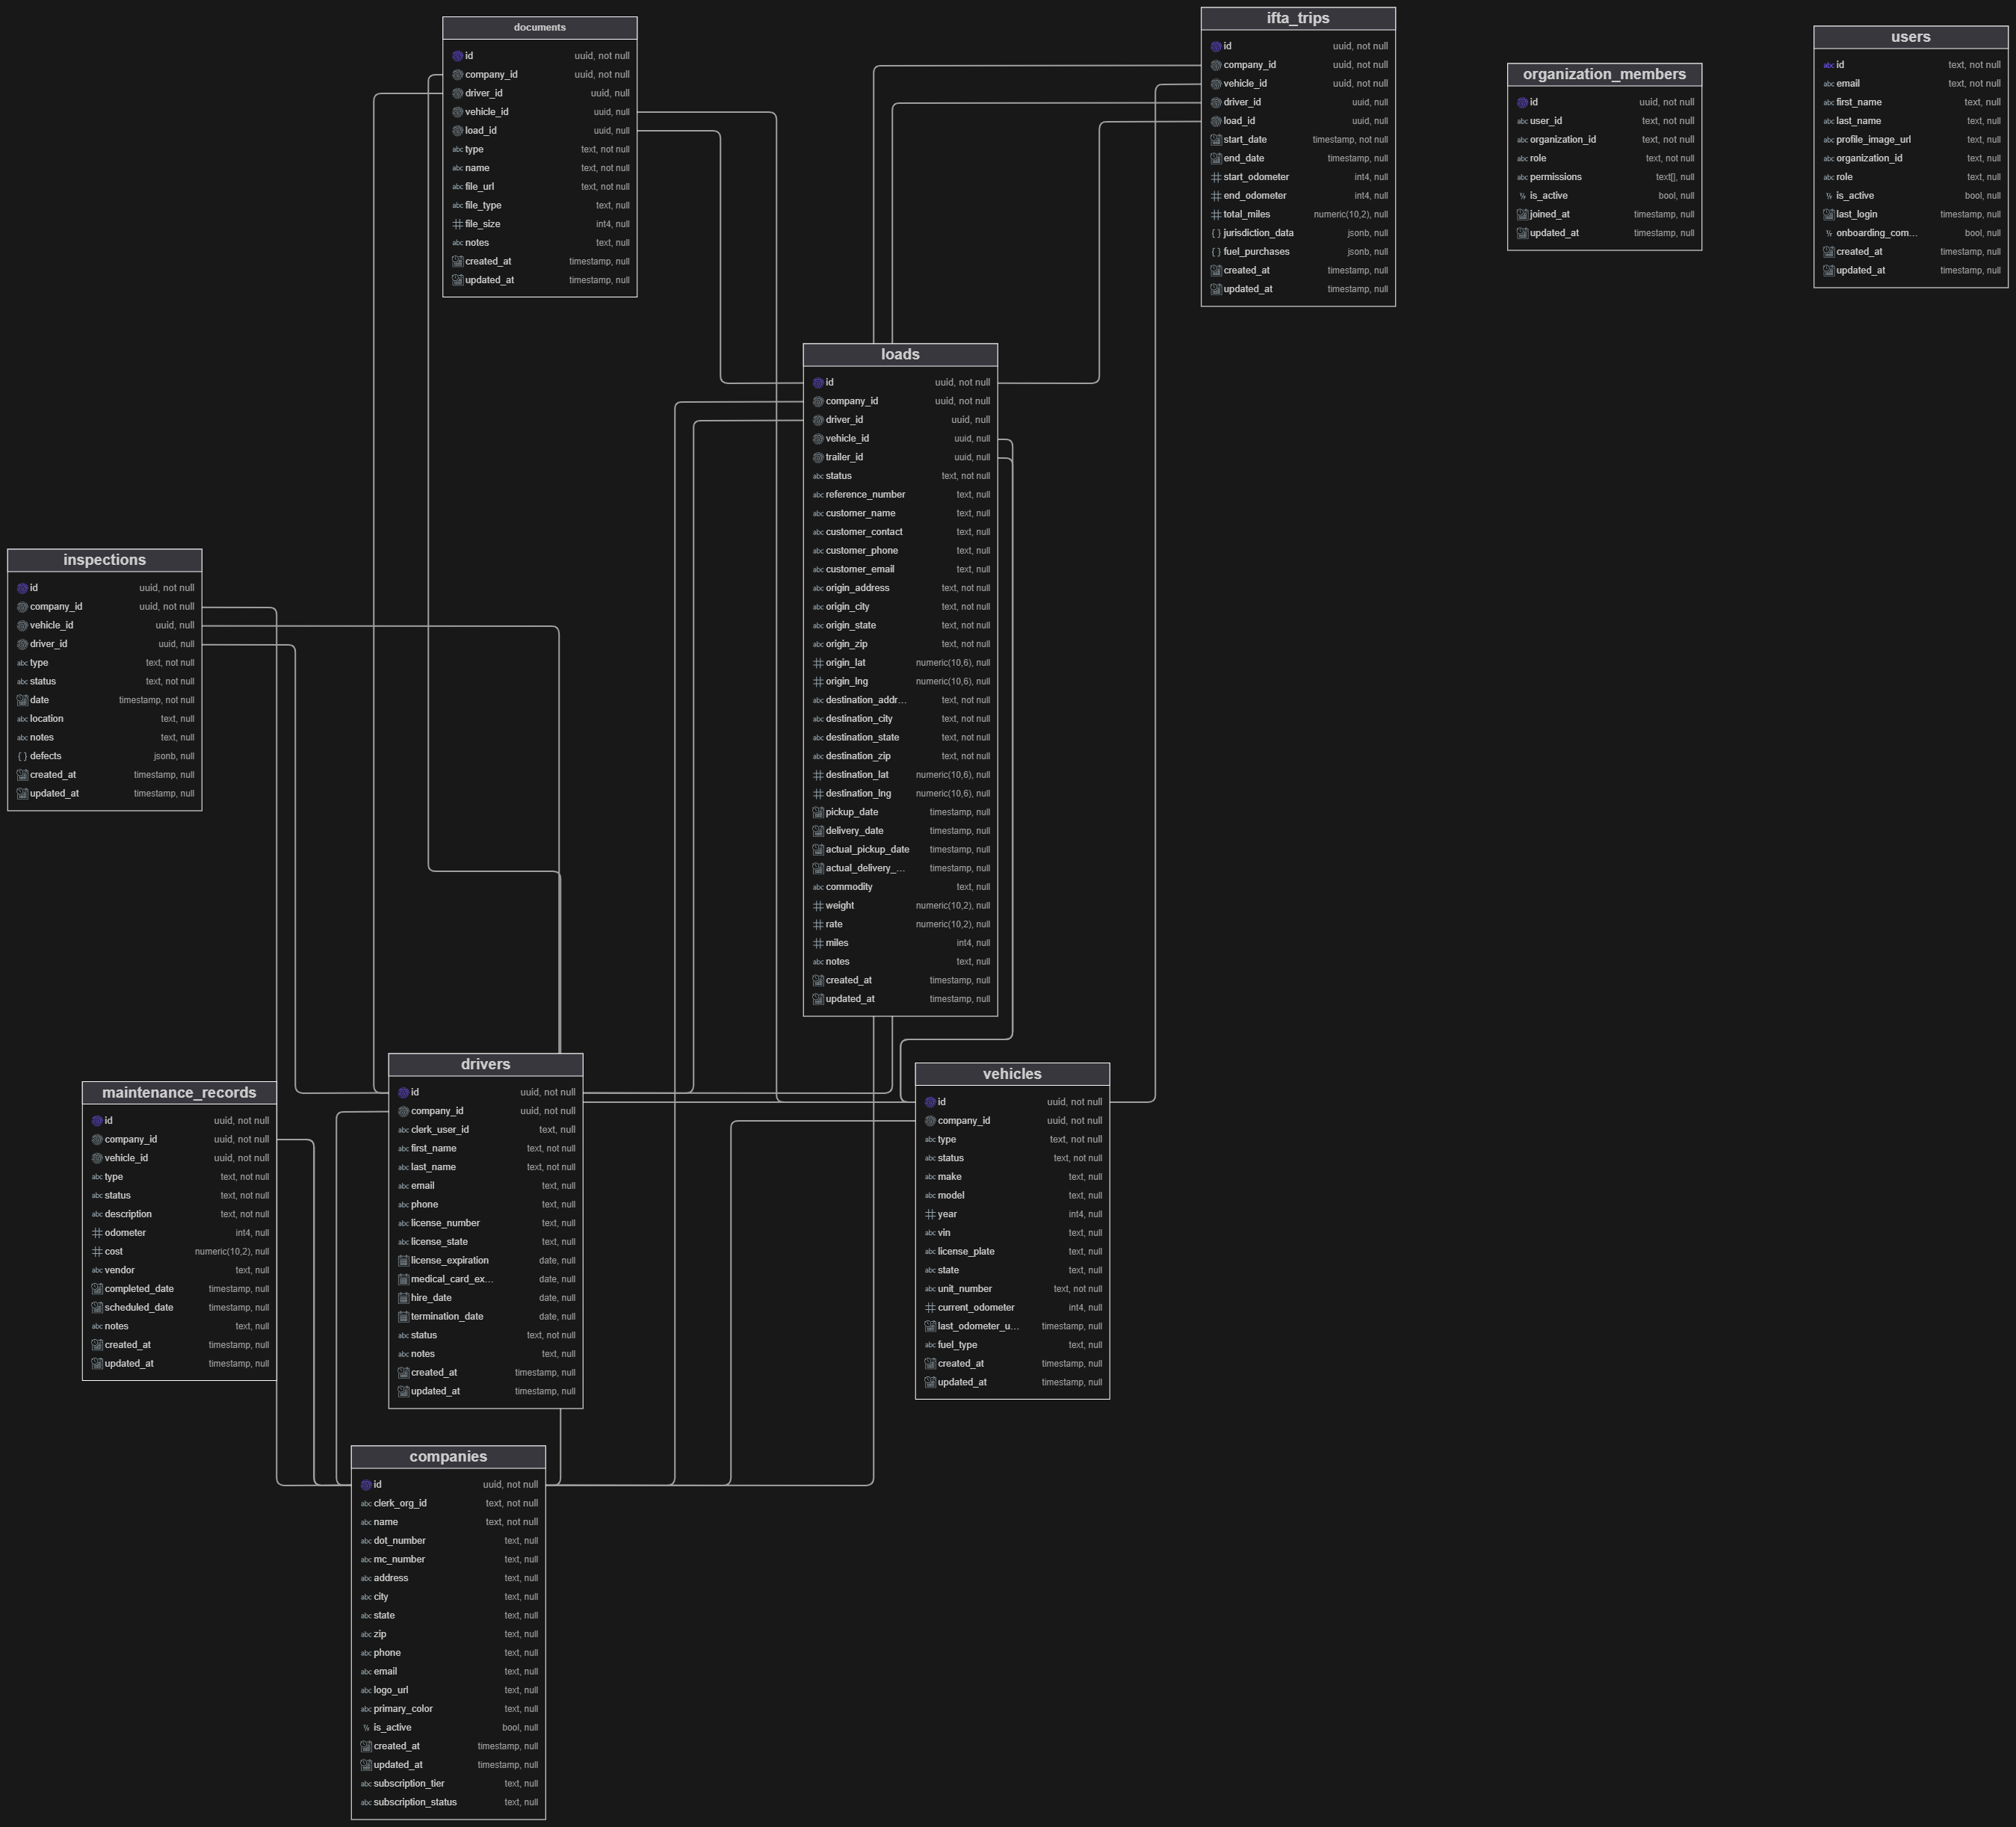 documents
id uuid, not null
company_id uuid, not null
driver_id uuid, null
vehicle_id uuid, null
load_id uuid, null
type text, not null
name text, not null
file_url text, not null
file_type text, null
file_size int4, null
notes text, null
created_at timestamp, null
updated_at timestamp, null
ifta_trips
id uuid, not null
company_id uuid, not null
vehicle_id uuid, not null
driver_id uuid, null
load_id uuid, null
start_date timestamp, not null
end_date timestamp, null
start_odometer int4, null
end_odometer int4, null
total_miles numeric(10,2), null
jurisdiction_data jsonb, null
fuel_purchases jsonb, null
created_at timestamp, null
updated_at timestamp, null
organization_members
id uuid, not null
abc user_id text, not null
abc organization_id text, not null
abc role text, not null
abc permissions text[], null
is_active bool, null
joined_at timestamp, null
updated_at timestamp, null
users
abc id text, not null
abc email text, not null
abc first_name text, null
abc last_name text, null
abc profile_image_url text, null
abc organization_id text, null
abc role text, null
is_active bool, null
last_login timestamp, null
onboarding_com... bool, null
created_at timestamp, null
updated_at timestamp, null
loads
id uuid, not null
company_id uuid, not null
driver_id uuid, null
vehicle_id uuid, null
trailer_id uuid, null
abc status text, not null
abc reference_number text, null
abc customer_name text, null
abc customer_contact text, null
abc customer_phone text, null
abc customer_email text, null
abc origin_address text, not null
abc origin_city text, not null
abc origin_state text, not null
abc origin_zip text, not null
origin_lat numeric(10,6), null
origin_lng numeric(10,6), null
abc destination_addr... text, not null
abc destination_city text, not null
abc destination_state text, not null
abc destination_zip text, not null
destination_lat numeric(10,6), null
destination_lng numeric(10,6), null
pickup_date timestamp, null
delivery_date timestamp, null
actual_pickup_date timestamp, null
actual_delivery_... timestamp, null
abc commodity text, null
weight numeric(10,2), null
rate numeric(10,2), null
miles int4, null
abc notes text, null
created_at timestamp, null
updated_at timestamp, null
inspections
id uuid, not null
company_id uuid, not null
vehicle_id uuid, null
driver_id uuid, null
abc type text, not null
abc status text, not null
date timestamp, not null
abc location text, null
abc notes text, null
defects jsonb, null
created_at timestamp, null
updated_at timestamp, null
maintenance_records
id uuid, not null
company_id uuid, not null
vehicle_id uuid, not null
abc type text, not null
abc status text, not null
abc description text, not null
odometer int4, null
cost numeric(10,2), null
abc vendor text, null
completed_date timestamp, null
scheduled_date timestamp, null
abc notes text, null
created_at timestamp, null
updated_at timestamp, null
drivers
id uuid, not null
company_id uuid, not null
abc clerk_user_id text, null
abc first_name text, not null
abc last_name text, not null
abc email text, null
abc phone text, null
abc license_number text, null
abc license_state text, null
license_expiration date, null
medical_card_ex... date, null
hire_date date, null
termination_date date, null
abc status text, not null
abc notes text, null
created_at timestamp, null
updated_at timestamp, null
vehicles
id uuid, not null
company_id uuid, not null
abc type text, not null
abc status text, not null
abc make text, null
abc model text, null
year int4, null
abc vin text, null
abc license_plate text, null
abc state text, null
abc unit_number text, not null
current_odometer int4, null
last_odometer_u... timestamp, null
abc fuel_type text, null
created_at timestamp, null
updated_at timestamp, null
companies
id uuid, not null
abc clerk_org_id text, not null
abc name text, not null
abc dot_number text, null
abc mc_number text, null
abc address text, null
abc city text, null
abc state text, null
abc zip text, null
abc phone text, null
abc email text, null
abc logo_url text, null
abc primary_color text, null
is_active bool, null
created_at timestamp, null
updated_at timestamp, null
abc subscription_tier text, null
abc subscription_status text, null